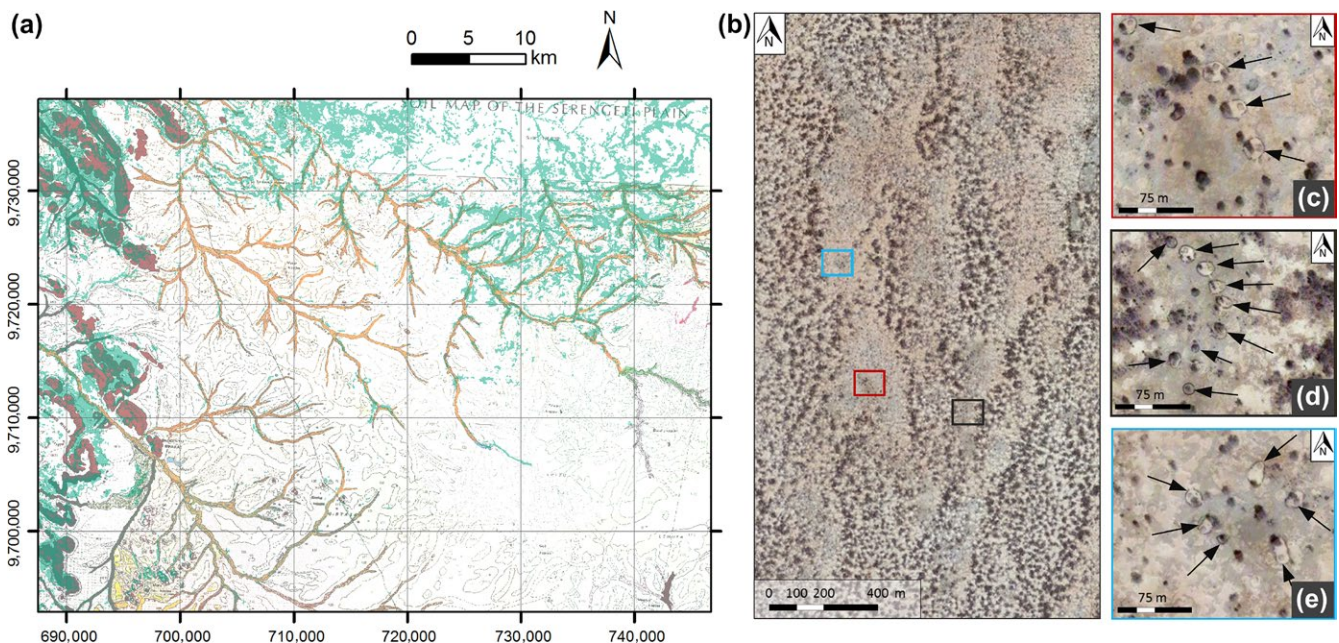 (a)
0 5 10
km
N
SOIL MAP OF THE SERENGETI PLAIN
9,730,000
9,720,000
9,710,000
9,700,000
690,000 700,000 710,000 720,000 730,000 740,000
(b)
N
0 100 200 400 m
N
75 m
(c)
N
75 m
(d)
N
75 m
(e)